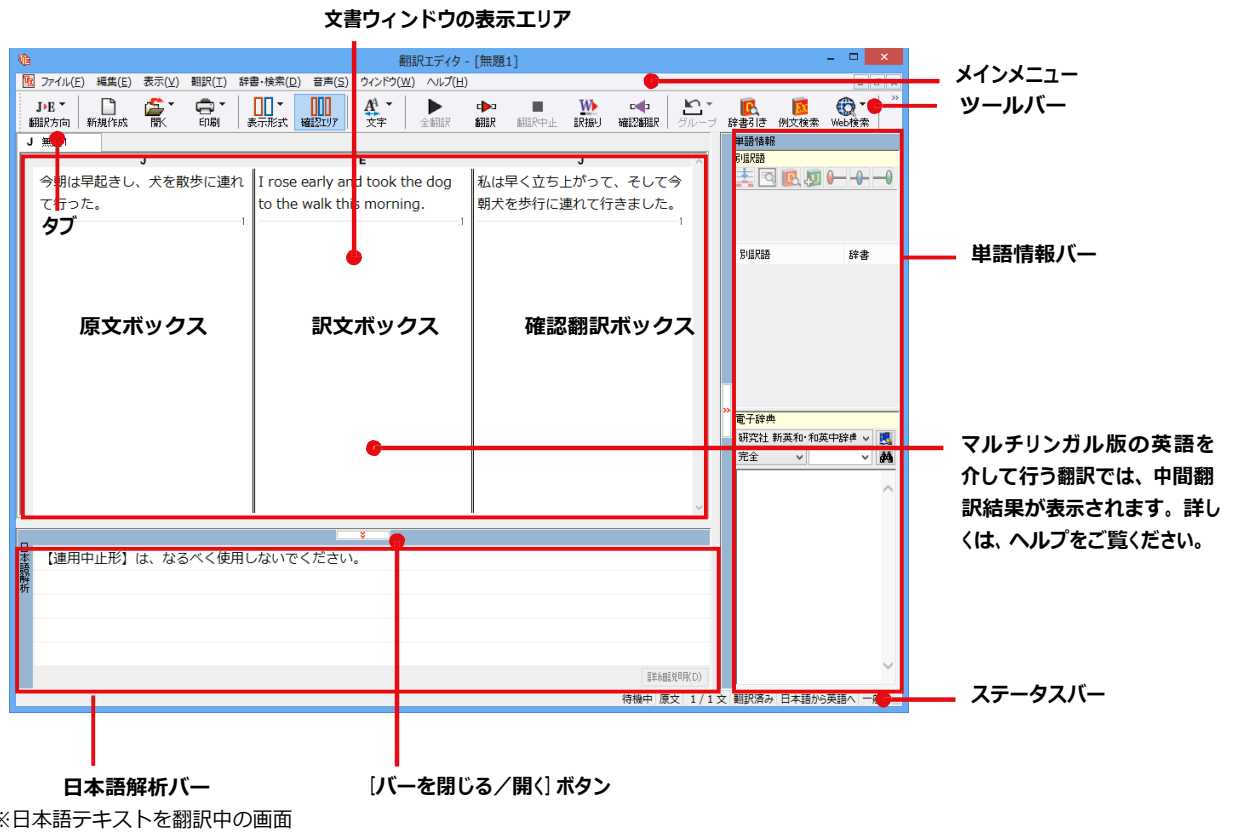 文書ウィンドウの表示エリア
翻訳エディタ - [無題1]
ファイル(F) 編集(E) 表示(V) 翻訳(T) 辞書・検索(D) 音声(S) ウィンドウ(W) ヘルプ(H)
メインメニュー
J E
翻訳方向 新規作成 開く 印刷 表示形式 確認エリア 文字 全翻訳 翻訳 翻訳中止 訳振り 確認翻訳 グループ 辞書引き 例文検索 Web検索
ツールバー
J 無題1
単語情報
別訳語
J E J
今朝は早起きし、犬を散歩に連れ
て行った。
1
タブ
I rose early and took the dog
to the walk this morning.
1
私は早く立ち上がって、そして今
朝犬を歩行に連れて行きました。
1
別訳語 辞書
単語情報バー
原文ボックス 訳文ボックス 確認翻訳ボックス
電子辞典
研究社 新英和・和英中辞典
完全
マルチリンガル版の英語を
介して行う翻訳では、中間翻
訳結果が表示されます。詳し
くは、ヘルプをご覧ください。
日本語解析
【連用中止形】は、なるべく使用しないでください。
詳細説明(D)
待機中 原文 1 / 1 文 翻訳済み 日本語から英語へ
ステータスバー
日本語解析バー
[バーを閉じる／開く] ボタン
※日本語テキストを翻訳中の画面